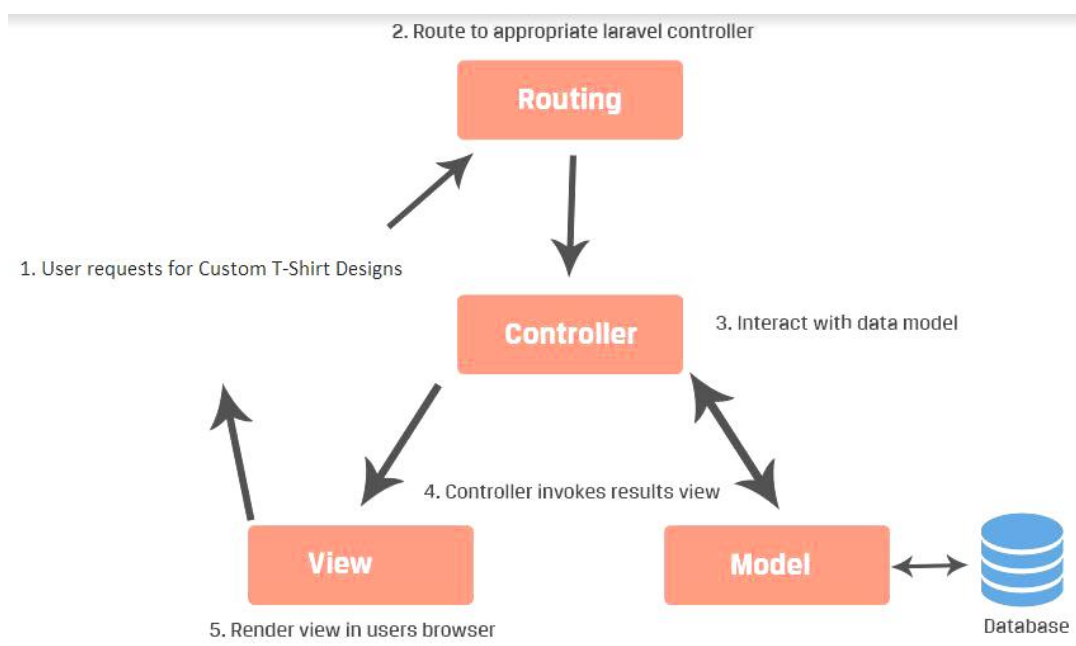 2. Route to appropriate laravel controller
Routing
1. User requests for Custom T-Shirt Designs
Controller
3. Interact with data model
4. Controller invokes results view
View
Model
5. Render view in users browser
Database